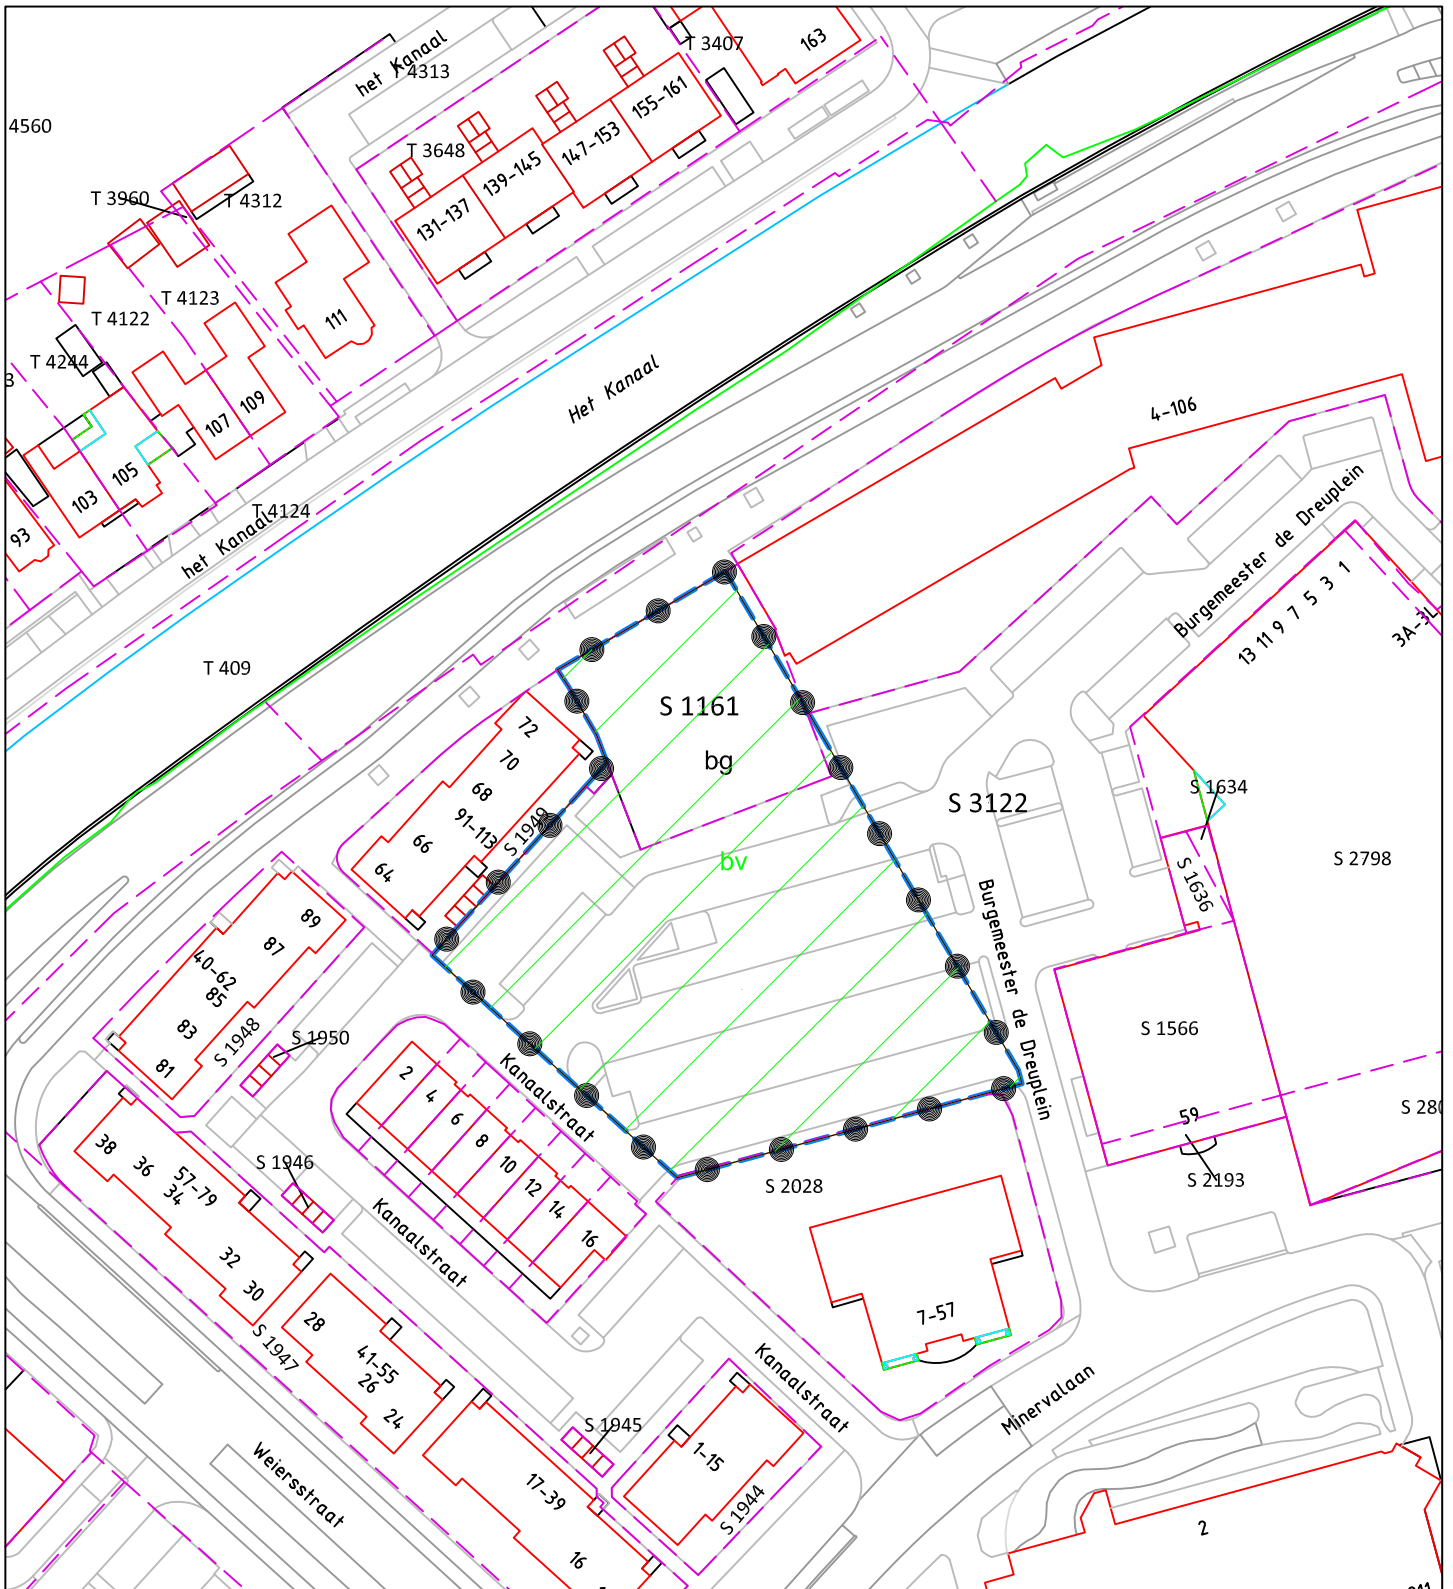 het Kanaal
T 4313
T 3407
163
4560
155-161
T 3648
147-153
139-145
131-137
T 3960
T 4312
T 4123
T 4122
111
T 4244
3
109
107
Het Kanaal
4-106
105
103
T 4124
93
het Kanaal
Burgemeester de Dreuplein
13 11 9 7 5 3 1
3A-3L
T 409
S 1161
bg
72
70
68
91-113
66
64
S 1949
S 3122
S 1634
bv
S 2798
S 1636
89
87
40-62
85
83
81
S 1948
S 1950
Burgemeester de Dreuplein
S 1566
Kanaalstraat
2
4
6
8
10
12
14
16
59
S 280
S 2193
38
36
57-79
34
32
30
S 1946
S 2028
Kanaalstraat
S 1947
28
41-55
26
24
7-57
Kanaalstraat
Minervalaan
S 1945
1-15
S 1944
Weiersstraat
17-39
16
2